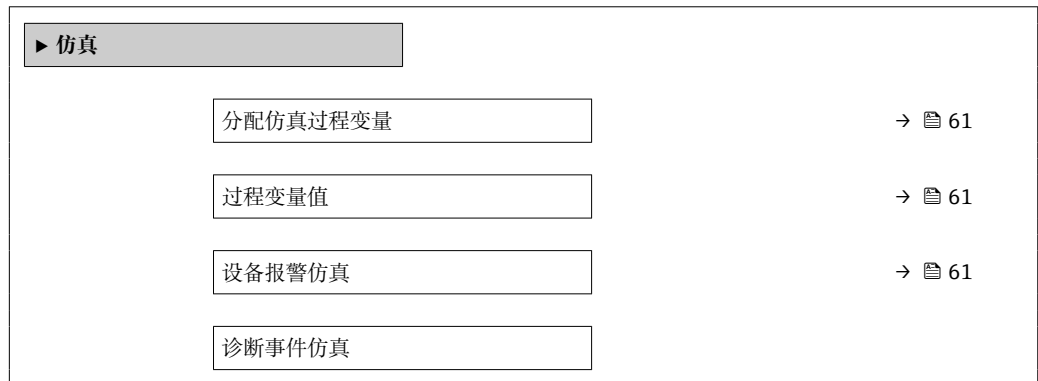 ▶ 仿真
分配仿真过程变量 → 🖹 61
过程变量值 → 🖹 61
设备报警仿真 → 🖹 61
诊断事件仿真